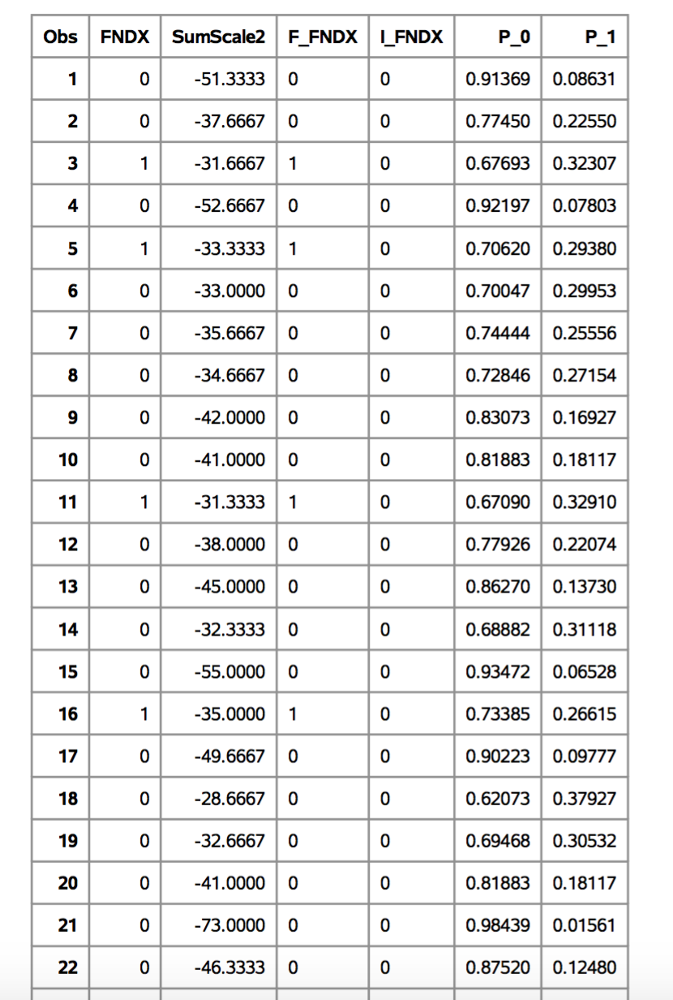 Obs FNDX SumScale2 F_FNDX I_FNDX P_0 P_1
1 0 -51.3333 0 0 0.91369 0.08631
2 0 -37.6667 0 0 0.77450 0.22550
3 1 -31.6667 1 0 0.67693 0.32307
4 0 -52.6667 0 0 0.92197 0.07803
5 1 -33.3333 1 0 0.70620 0.29380
6 0 -33.0000 0 0 0.70047 0.29953
7 0 -35.6667 0 0 0.74444 0.25556
8 0 -34.6667 0 0 0.72846 0.27154
9 0 -42.0000 0 0 0.83073 0.16927
10 0 -41.0000 0 0 0.81883 0.18117
11 1 -31.3333 1 0 0.67090 0.32910
12 0 -38.0000 0 0 0.77926 0.22074
13 0 -45.0000 0 0 0.86270 0.13730
14 0 -32.3333 0 0 0.68882 0.31118
15 0 -55.0000 0 0 0.93472 0.06528
16 1 -35.0000 1 0 0.73385 0.26615
17 0 -49.6667 0 0 0.90223 0.09777
18 0 -28.6667 0 0 0.62073 0.37927
19 0 -32.6667 0 0 0.69468 0.30532
20 0 -41.0000 0 0 0.81883 0.18117
21 0 -73.0000 0 0 0.98439 0.01561
22 0 -46.3333 0 0 0.87520 0.12480